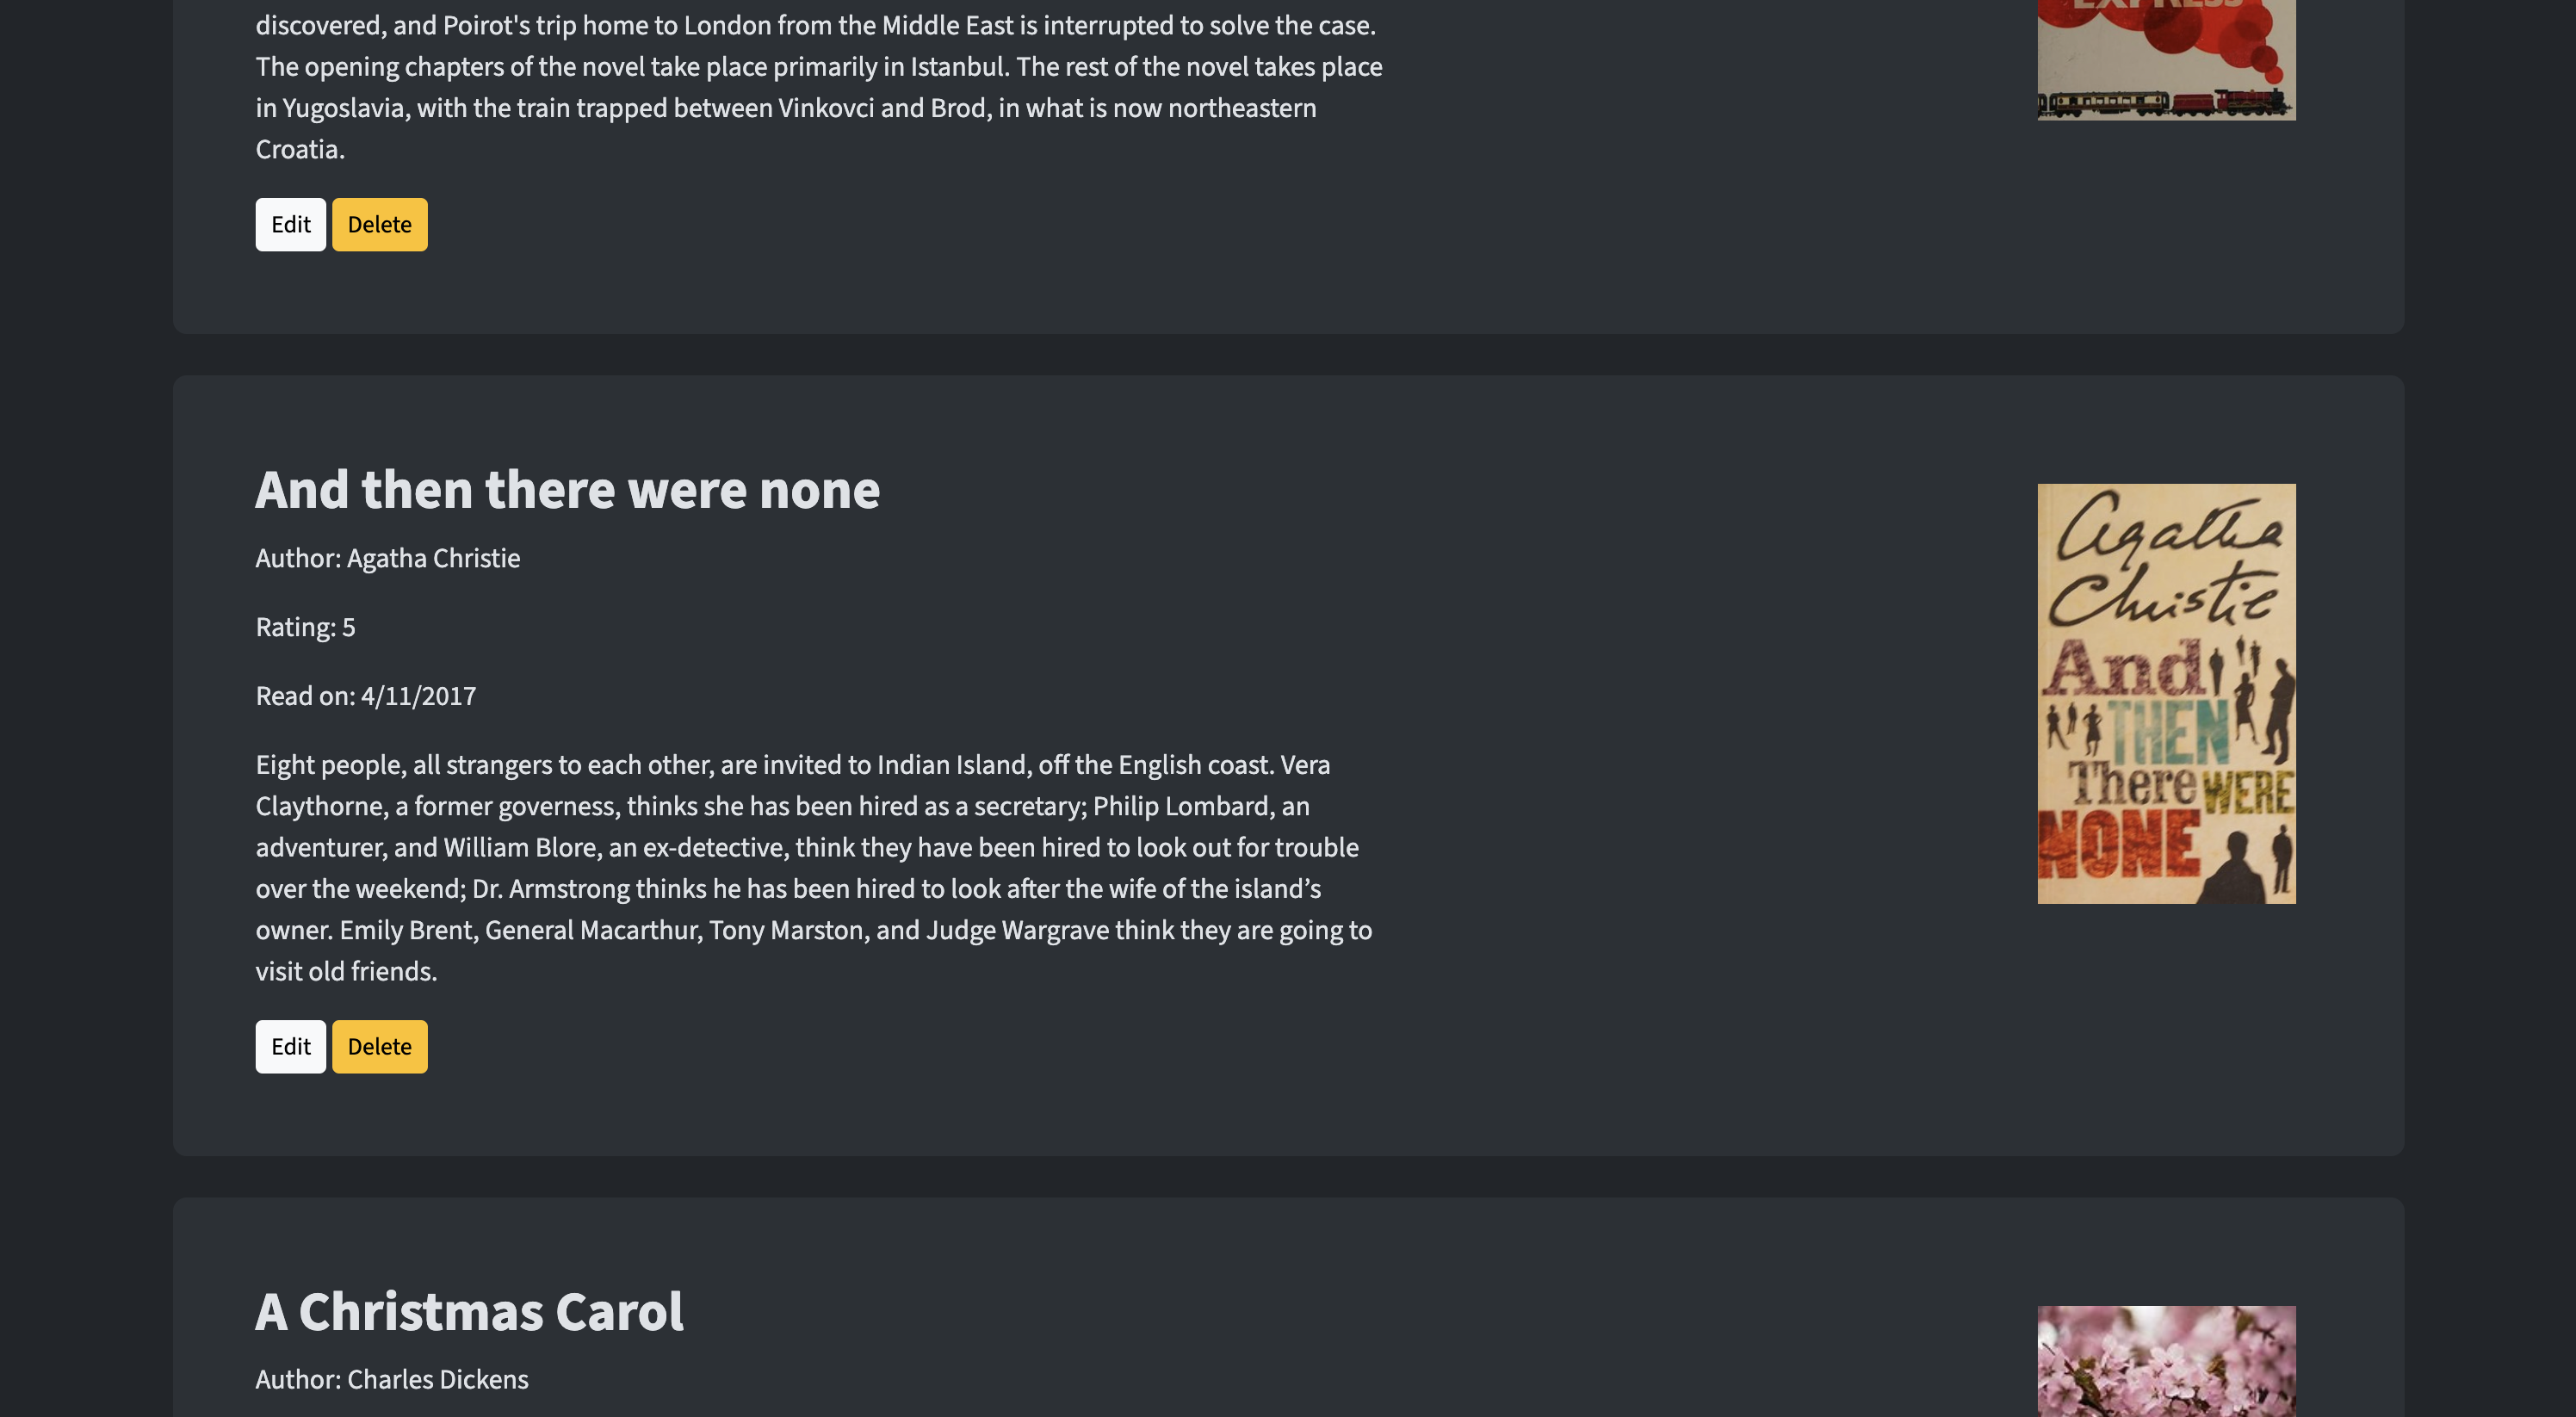 discovered, and Poirot's trip home to London from the Middle East is interrupted to solve the case.
The opening chapters of the novel take place primarily in Istanbul. The rest of the novel takes place
in Yugoslavia, with the train trapped between Vinkovci and Brod, in what is now northeastern
Croatia.
EXPRESS
Edit Delete
And then there were none
Author: Agatha Christie
Rating: 5
Read on: 4/11/2017
Eight people, all strangers to each other, are invited to Indian Island, off the English coast. Vera
Claythorne, a former governess, thinks she has been hired as a secretary; Philip Lombard, an
adventurer, and William Blore, an ex-detective, think they have been hired to look out for trouble
over the weekend; Dr. Armstrong thinks he has been hired to look after the wife of the island’s
owner. Emily Brent, General Macarthur, Tony Marston, and Judge Wargrave think they are going to
visit old friends.
Edit Delete
Agatha
Christie
And
THEN
There WERE
NONE
A Christmas Carol
Author: Charles Dickens